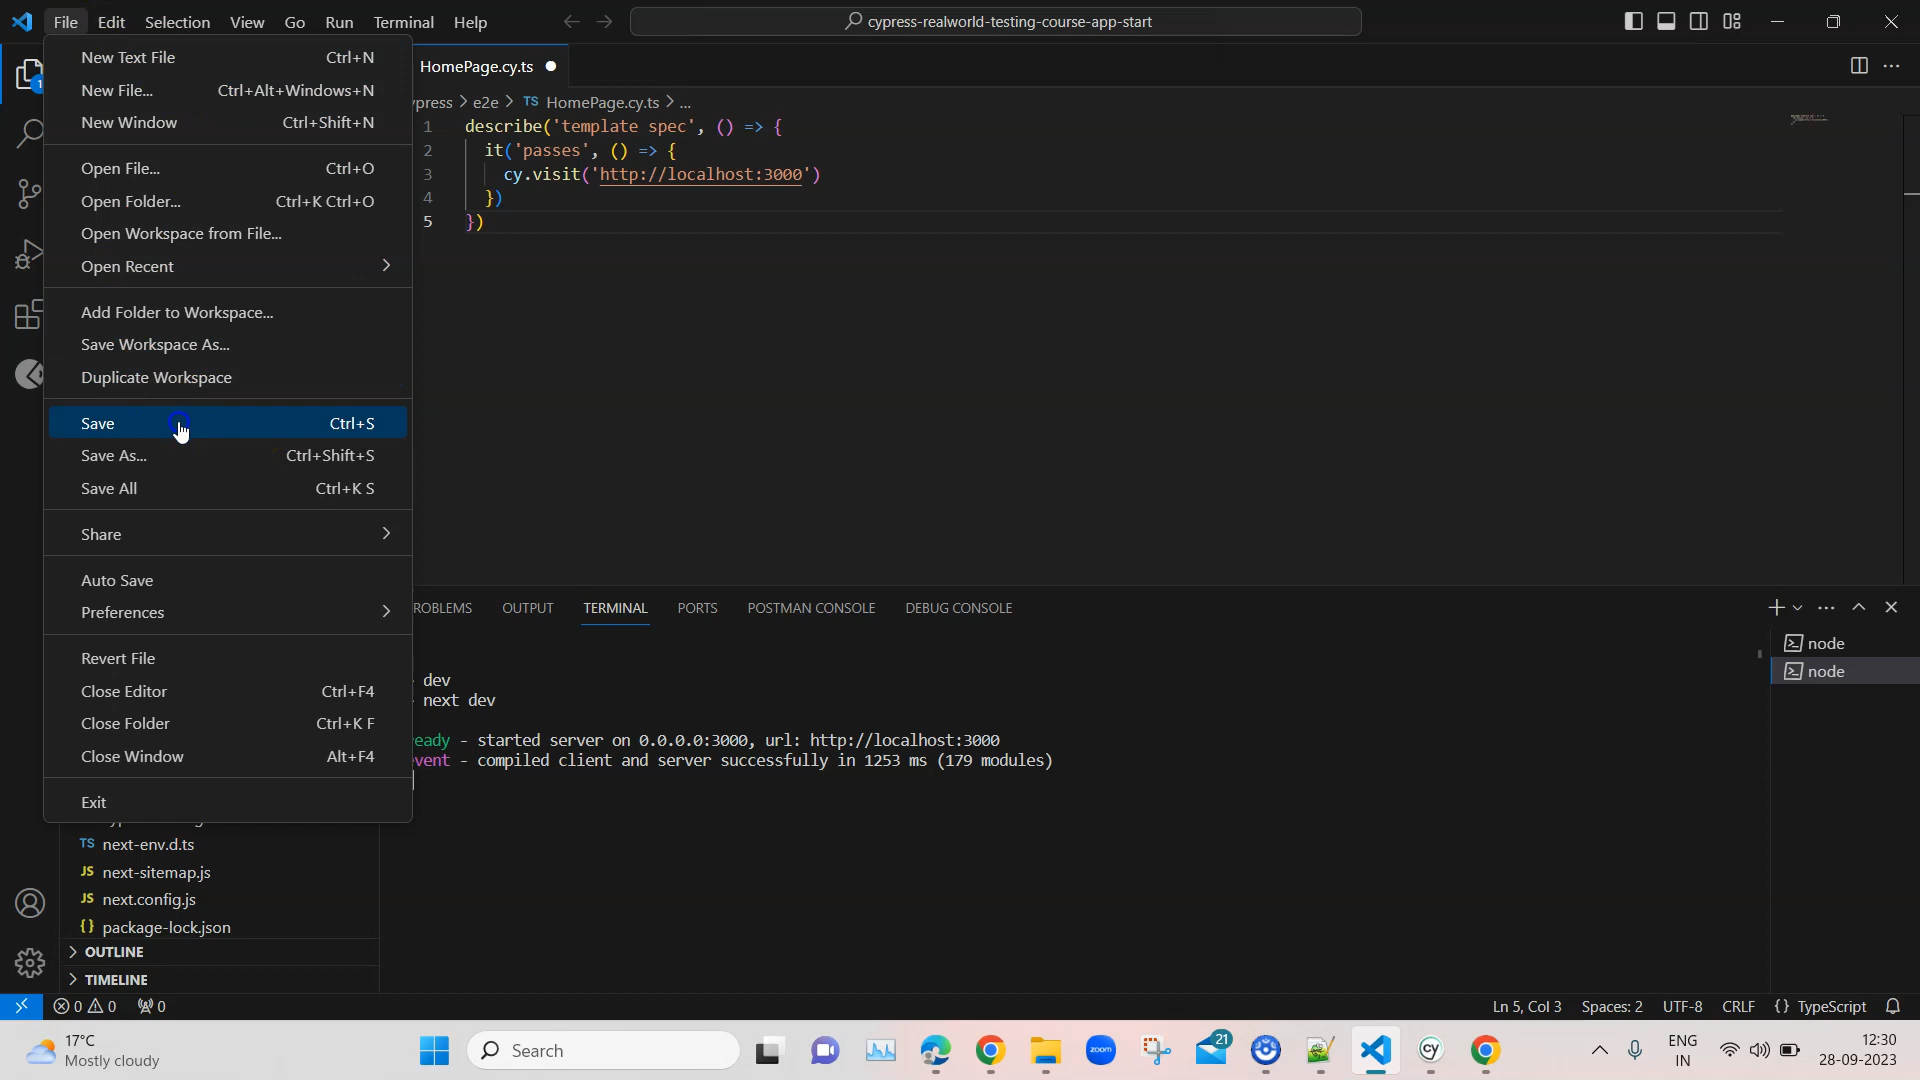 File Edit Selection View Go Run Terminal Help
cypress-realworld-testing-course-app-start
New Text File Ctrl+N
New File... Ctrl+Alt+Windows+N
New Window Ctrl+Shift+N
Open File... Ctrl+O
Open Folder... Ctrl+K Ctrl+O
Open Workspace from File...
Open Recent
Add Folder to Workspace...
Save Workspace As...
Duplicate Workspace
Save Ctrl+S
Save As... Ctrl+Shift+S
Save All Ctrl+K S
Share
Auto Save
Preferences
Revert File
Close Editor Ctrl+F4
Close Folder Ctrl+K F
Close Window Alt+F4
Exit
1
HomePage.cy.ts
press > e2e > TS HomePage.cy.ts > ...
1 describe('template spec', () => {
2 it('passes', () => {
3 cy.visit('http://localhost:3000')
4 })
5 })
ROBLEMS OUTPUT TERMINAL PORTS POSTMAN CONSOLE DEBUG CONSOLE
dev
next dev
eady - started server on 0.0.0.0:3000, url: http://localhost:3000
vent - compiled client and server successfully in 1253 ms (179 modules)
node
node
TS next-env.d.ts
JS next-sitemap.js
JS next.config.js
{} package-lock.json
OUTLINE
TIMELINE
0 0 0
Ln 5, Col 3 Spaces: 2 UTF-8 CRLF {} TypeScript
17°C
Mostly cloudy
Search
zoom
21
cy
ENG
IN
12:30
28-09-2023